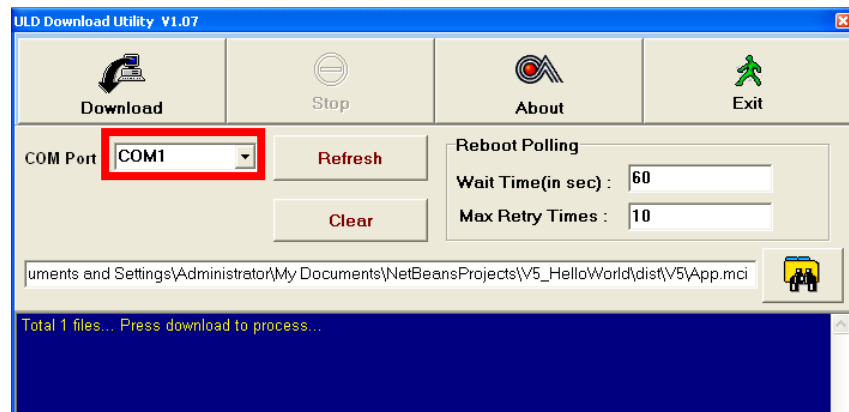 ULD Download Utility V1.07
Download
Stop
About
Exit
COM Port
COM1
Refresh
Clear
Reboot Polling
Wait Time(in sec) :
60
Max Retry Times :
10
uments and Settings\Administrator\My Documents\NetBeansProjects\V5_HelloWorld\dist\V5\App.mci
Total 1 files... Press download to process...